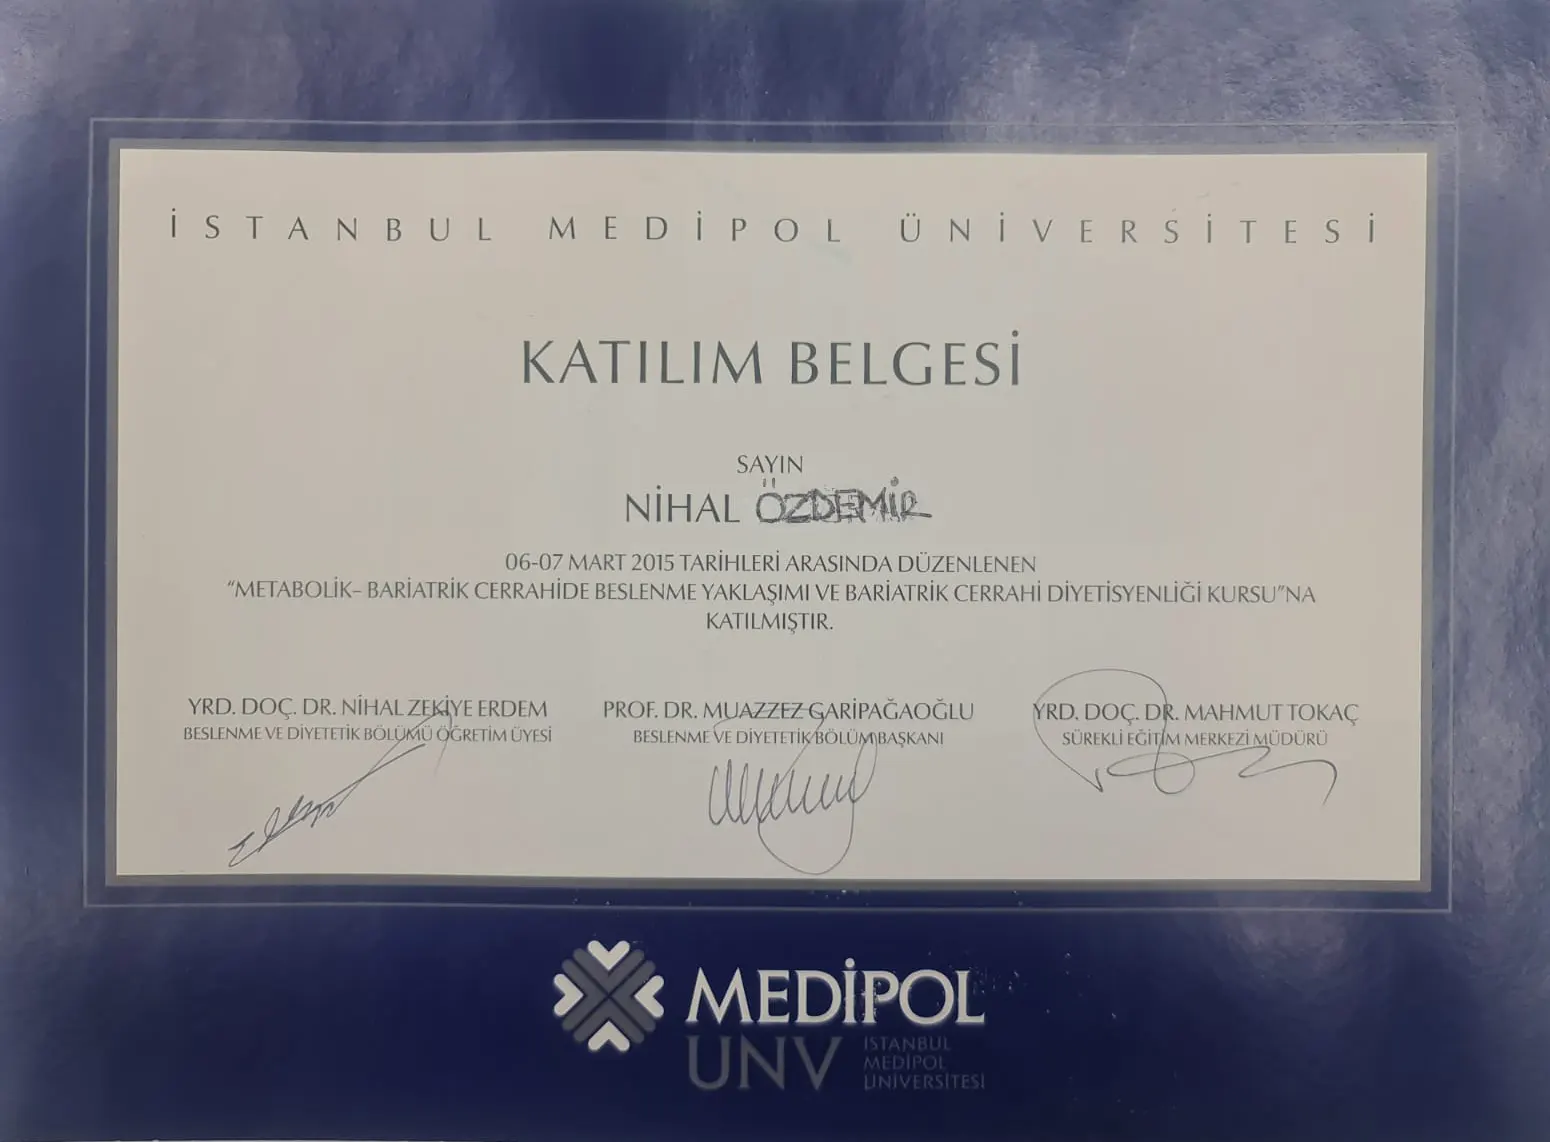 İSTANBUL MEDİPOL ÜNİVERSİTESİ
KATILIM BELGESİ
SAYIN
NİHAL ÖZDEMİR
06-07 MART 2015 TARİHLERİ ARASINDA DÜZENLENEN
“METABOLİK– BARİATRİK CERRAHİDE BESLENME YAKLAŞIMI VE BARİATRİK CERRAHİ DİYETİSYENLİĞİ KURSU”NA
KATILMIŞTIR.
YRD. DOÇ. DR. NİHAL ZEKİYE ERDEM
BESLENME VE DİYETETİK BÖLÜMÜ ÖĞRETİM ÜYESİ
PROF. DR. MUAZZEZ GARİPAĞAOĞLU
BESLENME VE DİYETETİK BÖLÜM BAŞKANI
YRD. DOÇ. DR. MAHMUT TOKAÇ
SÜREKLİ EĞİTİM MERKEZİ MÜDÜRÜ
MEDİPOL
UNV
İSTANBUL
MEDİPOL
ÜNİVERSİTESİ